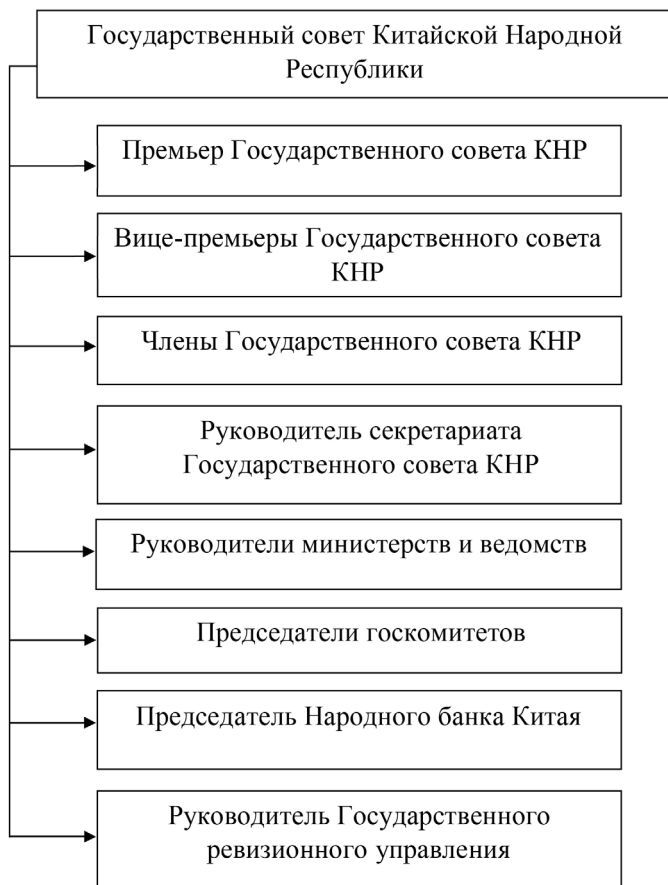 Государственный совет Китайской Народной
Республики
Премьер Государственного совета КНР
Вице-премьеры Государственного совета
КНР
Члены Государственного совета КНР
Руководитель секретариата
Государственного совета КНР
Руководители министерств и ведомств
Председатели госкомитетов
Председатель Народного банка Китая
Руководитель Государственного
ревизионного управления